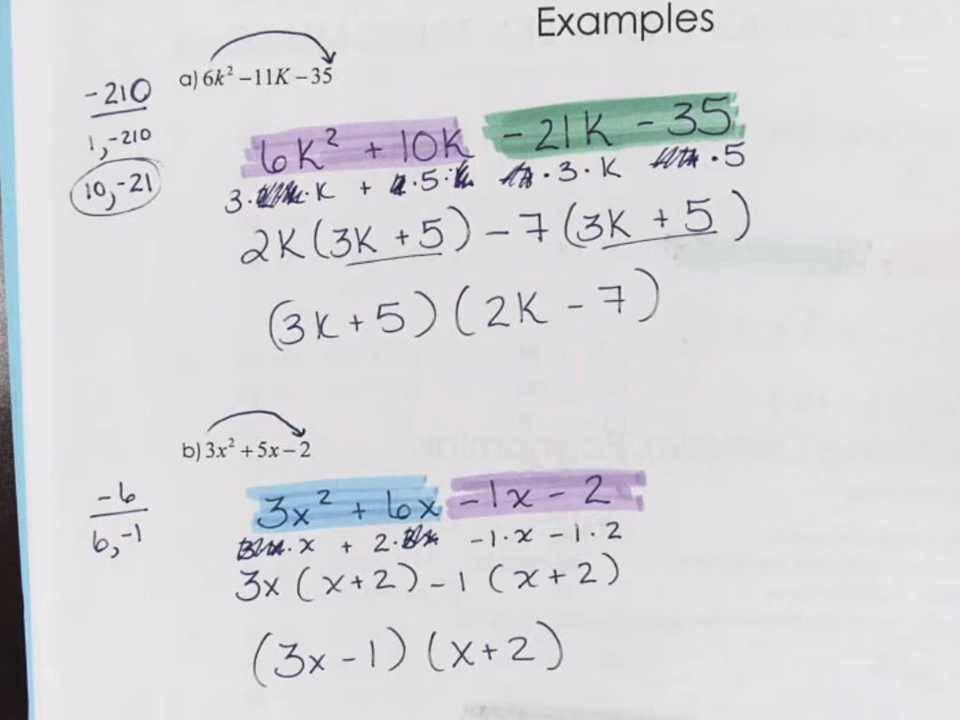 Examples
a) 6k² – 11K – 35
-210
1, -210
10, -21
6K² + 10K - 21K - 35
3 · · K + · 5 · · 3 · K · 5
2K (3K + 5) - 7 (3K + 5)
(3K + 5) (2K - 7)
b) 3x² + 5x – 2
-6
6, -1
3x² + 6x - 1x - 2
· x + 2 · -1 · x - 1 · 2
3x (x + 2) - 1 (x + 2)
(3x - 1) (x + 2)